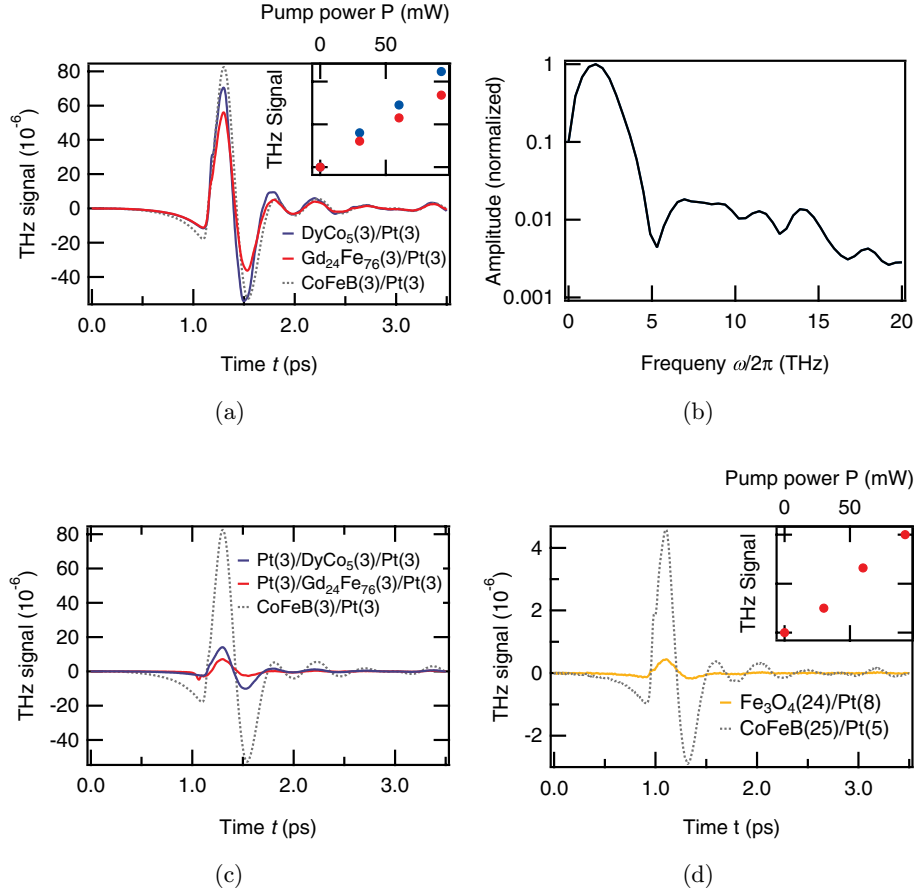 Pump power P (mW)
0 50
80
60
40
20
0
-20
-40
THz signal (10-6)
THz Signal
DyCo5(3)/Pt(3)
Gd24Fe76(3)/Pt(3)
CoFeB(3)/Pt(3)
0.0 1.0 2.0 3.0
Time t (ps)
(a)
1
0.1
0.01
0.001
Amplitude (normalized)
0 5 10 15 20
Frequeny ω/2π (THz)
(b)
80
60
40
20
0
-20
-40
THz signal (10-6)
Pt(3)/DyCo5(3)/Pt(3)
Pt(3)/Gd24Fe76(3)/Pt(3)
CoFeB(3)/Pt(3)
0.0 1.0 2.0 3.0
Time t (ps)
(c)
Pump power P (mW)
0 50
4
2
0
-2
THz signal (10-6)
THz Signal
Fe3O4(24)/Pt(8)
CoFeB(25)/Pt(5)
0.0 1.0 2.0 3.0
Time t (ps)
(d)